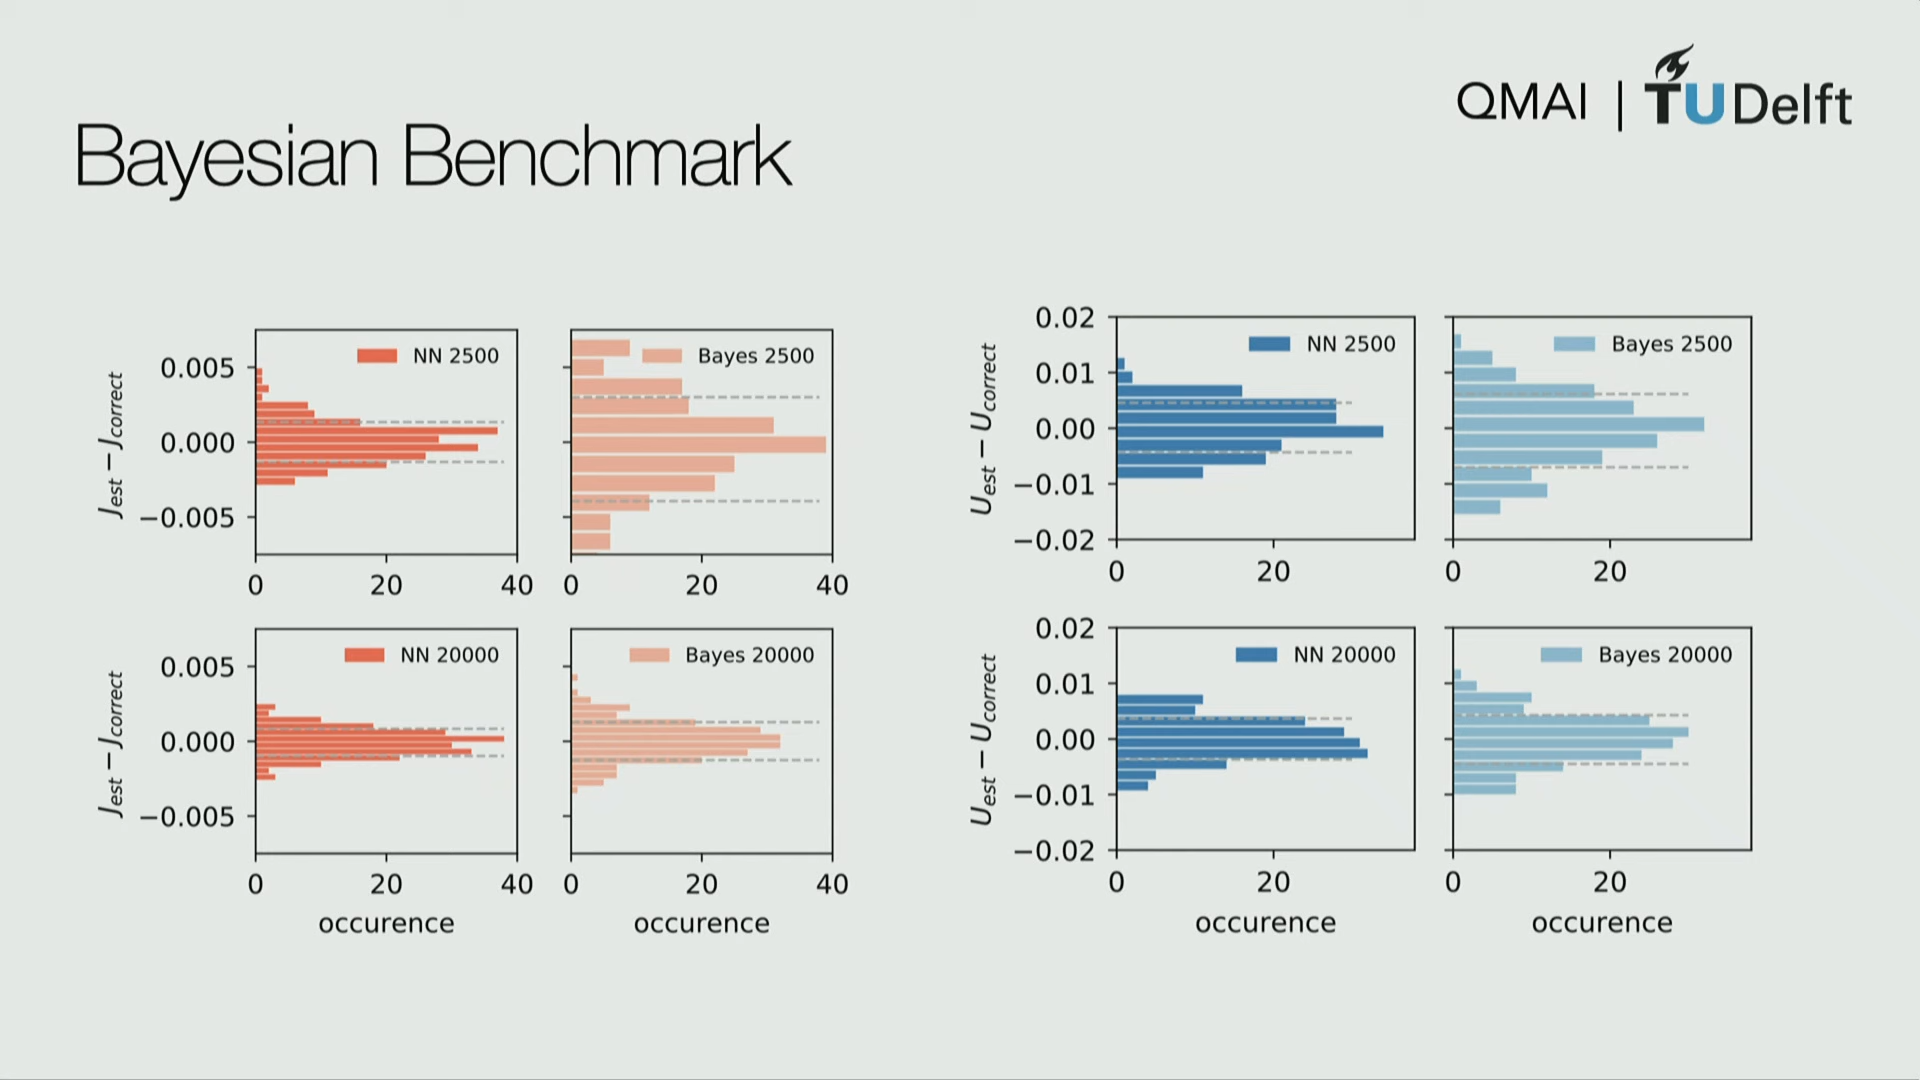 QMAI | TUDelft
Bayesian Benchmark
J_est − J_correct
0.005
0.000
−0.005
NN 2500
0 20 40
Bayes 2500
0 20 40
U_est − U_correct
0.02
0.01
0.00
−0.01
−0.02
NN 2500
0 20
Bayes 2500
0 20
J_est − J_correct
0.005
0.000
−0.005
NN 20000
0 20 40
occurence
Bayes 20000
0 20 40
occurence
U_est − U_correct
0.02
0.01
0.00
−0.01
−0.02
NN 20000
0 20
occurence
Bayes 20000
0 20
occurence